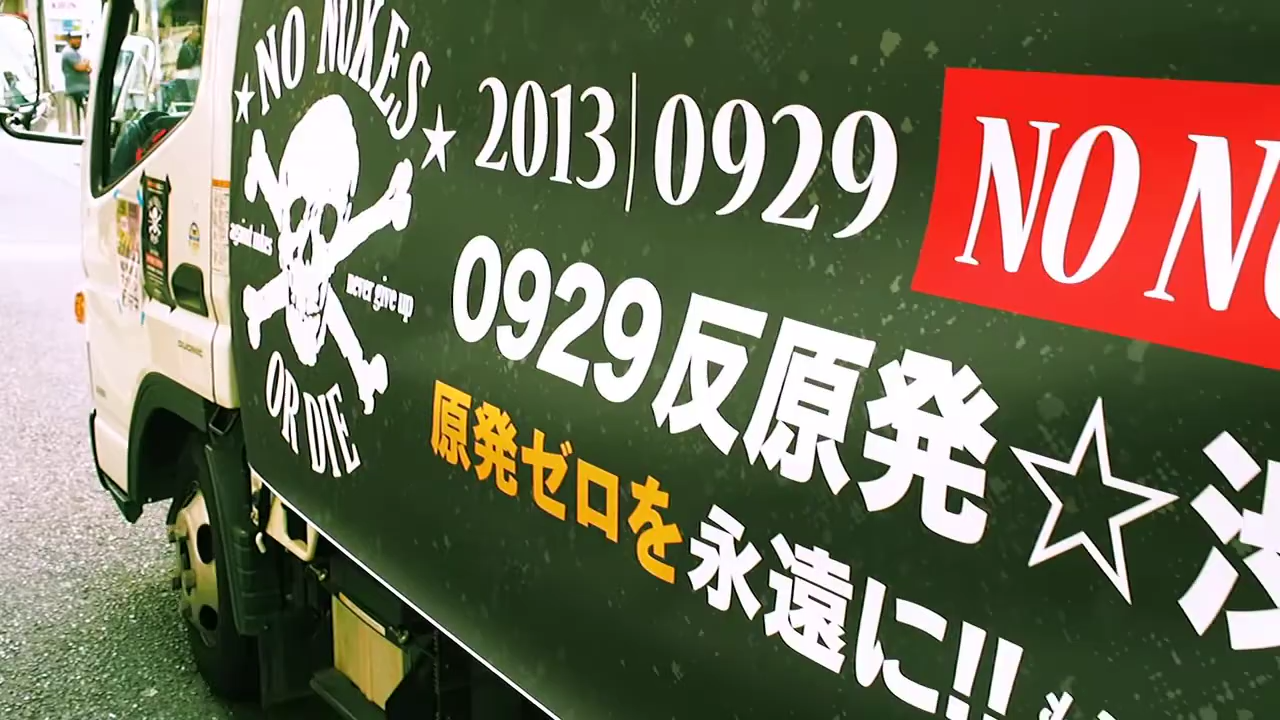 NO NUKES
against nukes
never give up
OR DIE
2013|0929
NO N
0929反原発☆渋
原発ゼロを永遠に!!